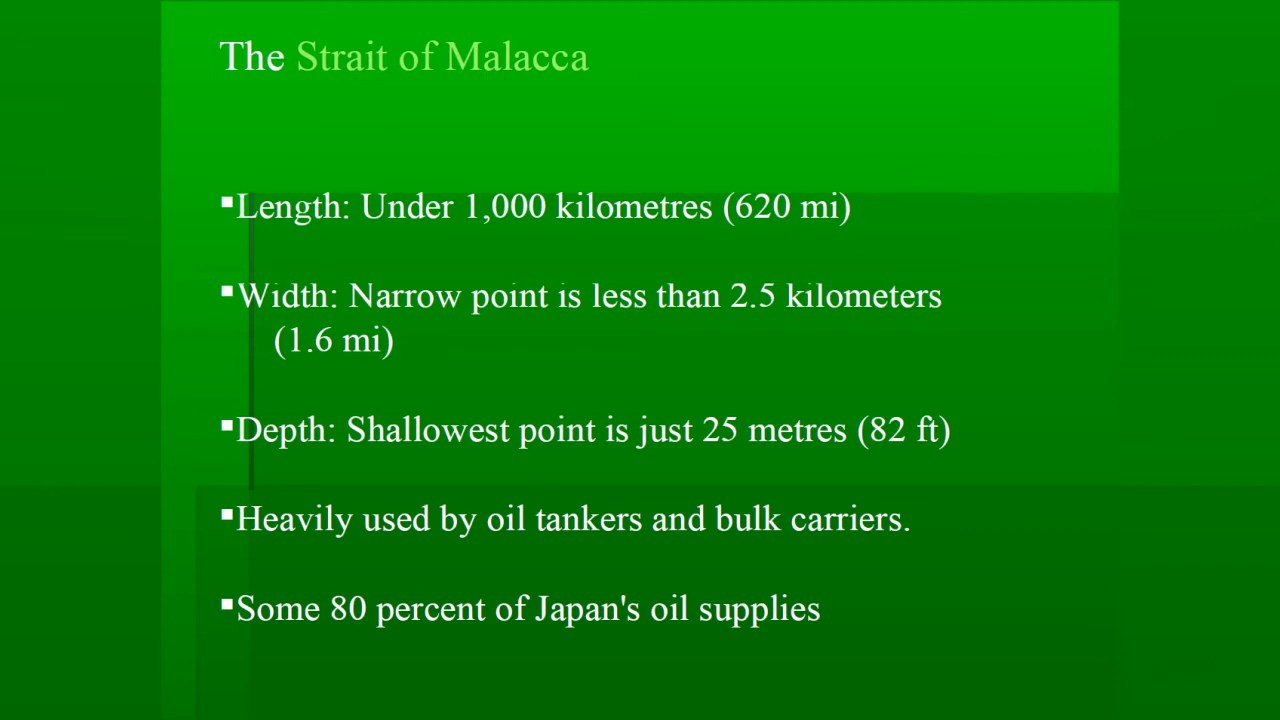 The Strait of Malacca
▪Length: Under 1,000 kilometres (620 mi)
▪Width: Narrow point is less than 2.5 kilometers
(1.6 mi)
▪Depth: Shallowest point is just 25 metres (82 ft)
▪Heavily used by oil tankers and bulk carriers.
▪Some 80 percent of Japan's oil supplies